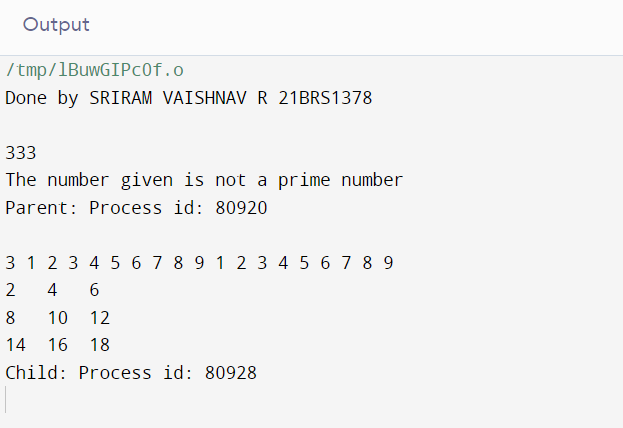 Output
/tmp/lBuwGIPcOf.o
Done by SRIRAM VAISHNAV R 21BRS1378
333
The number given is not a prime number
Parent: Process id: 80920
3 1 2 3 4 5 6 7 8 9 1 2 3 4 5 6 7 8 9
2 4 6
8 10 12
14 16 18
Child: Process id: 80928